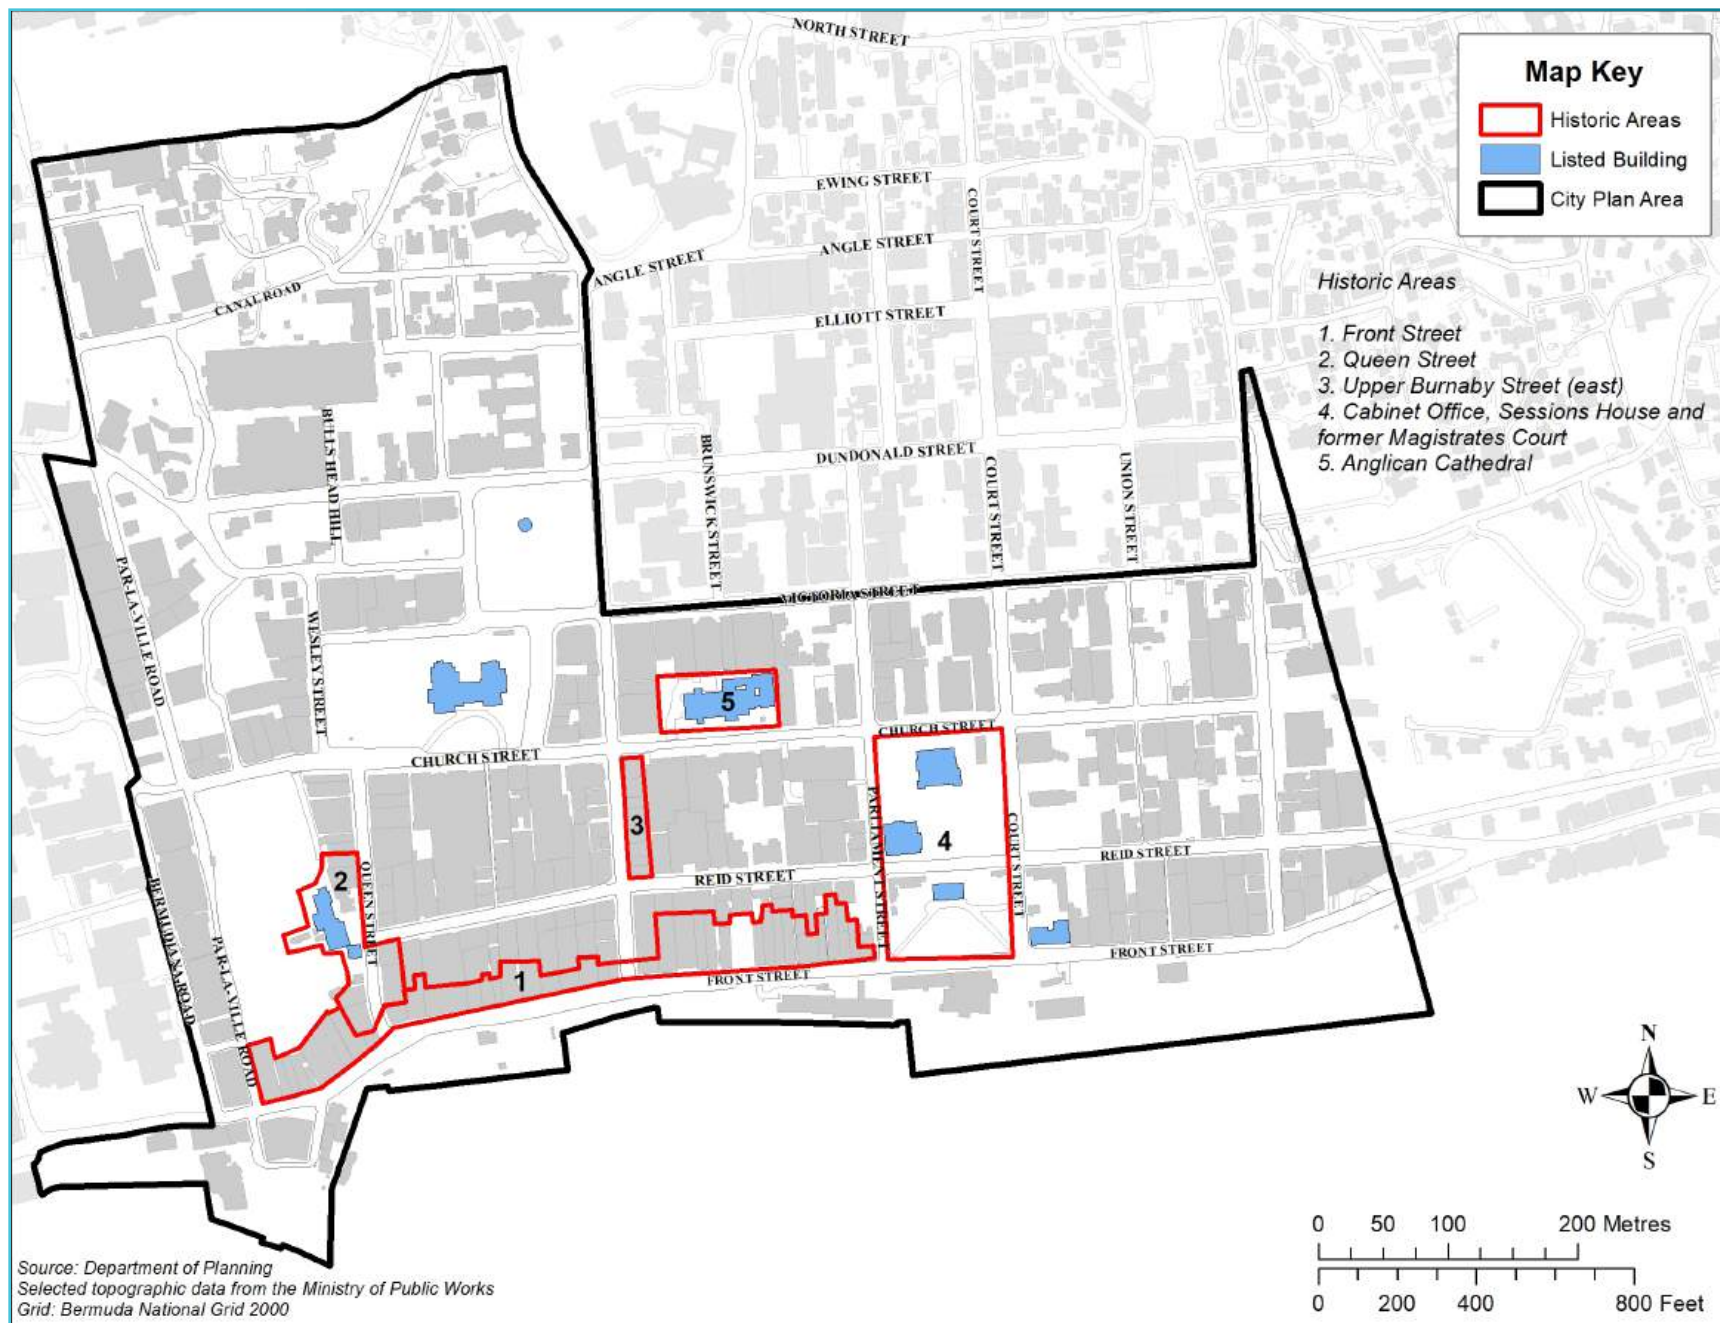 NORTH STREET
Map Key
Historic Areas
Listed Building
City Plan Area
EWING STREET
COURT STREET
ANGLE STREET
ANGLE STREET
CANAL ROAD
ELLIOTT STREET
Historic Areas
1. Front Street
2. Queen Street
3. Upper Burnaby Street (east)
4. Cabinet Office, Sessions House and
former Magistrates Court
5. Anglican Cathedral
BULLS HEAD HILL
BRUNSWICK STREET
DUNDONALD STREET
COURT STREET
UNION STREET
PAR-LA-VILLE ROAD
VICTORIA STREET
WESLEY STREET
5
CHURCH STREET
CHURCH STREET
PARLIAMENT STREET
3
4
COURT STREET
REID STREET
REID STREET
2
QUEEN STREET
BERMUDIANA ROAD
PAR-LA-VILLE ROAD
1
FRONT STREET
FRONT STREET
N
W E
S
0 50 100 200 Metres
0 200 400 800 Feet
Source: Department of Planning
Selected topographic data from the Ministry of Public Works
Grid: Bermuda National Grid 2000